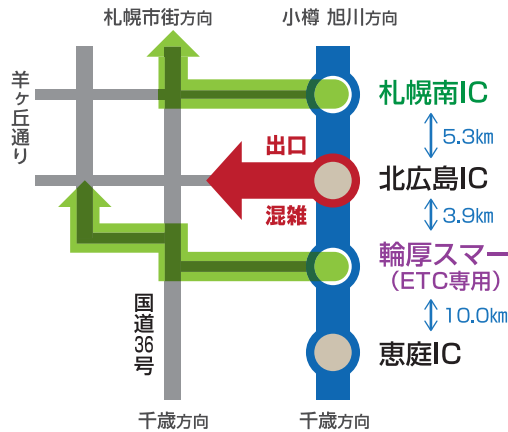 札幌市街方向
小樽 旭川方向
羊ヶ丘通り
札幌南IC
5.3km
出口
北広島IC
混雑
3.9km
輪厚スマー
（ETC専用）
国道36号
10.0km
恵庭IC
千歳方向
千歳方向